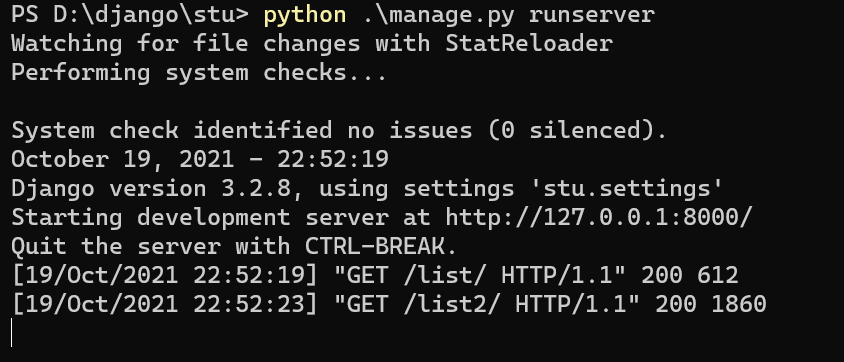 PS D:\django\stu> python .\manage.py runserver
Watching for file changes with StatReloader
Performing system checks...
System check identified no issues (0 silenced).
October 19, 2021 - 22:52:19
Django version 3.2.8, using settings 'stu.settings'
Starting development server at http://127.0.0.1:8000/
Quit the server with CTRL-BREAK.
[19/Oct/2021 22:52:19] "GET /list/ HTTP/1.1" 200 612
[19/Oct/2021 22:52:23] "GET /list2/ HTTP/1.1" 200 1860